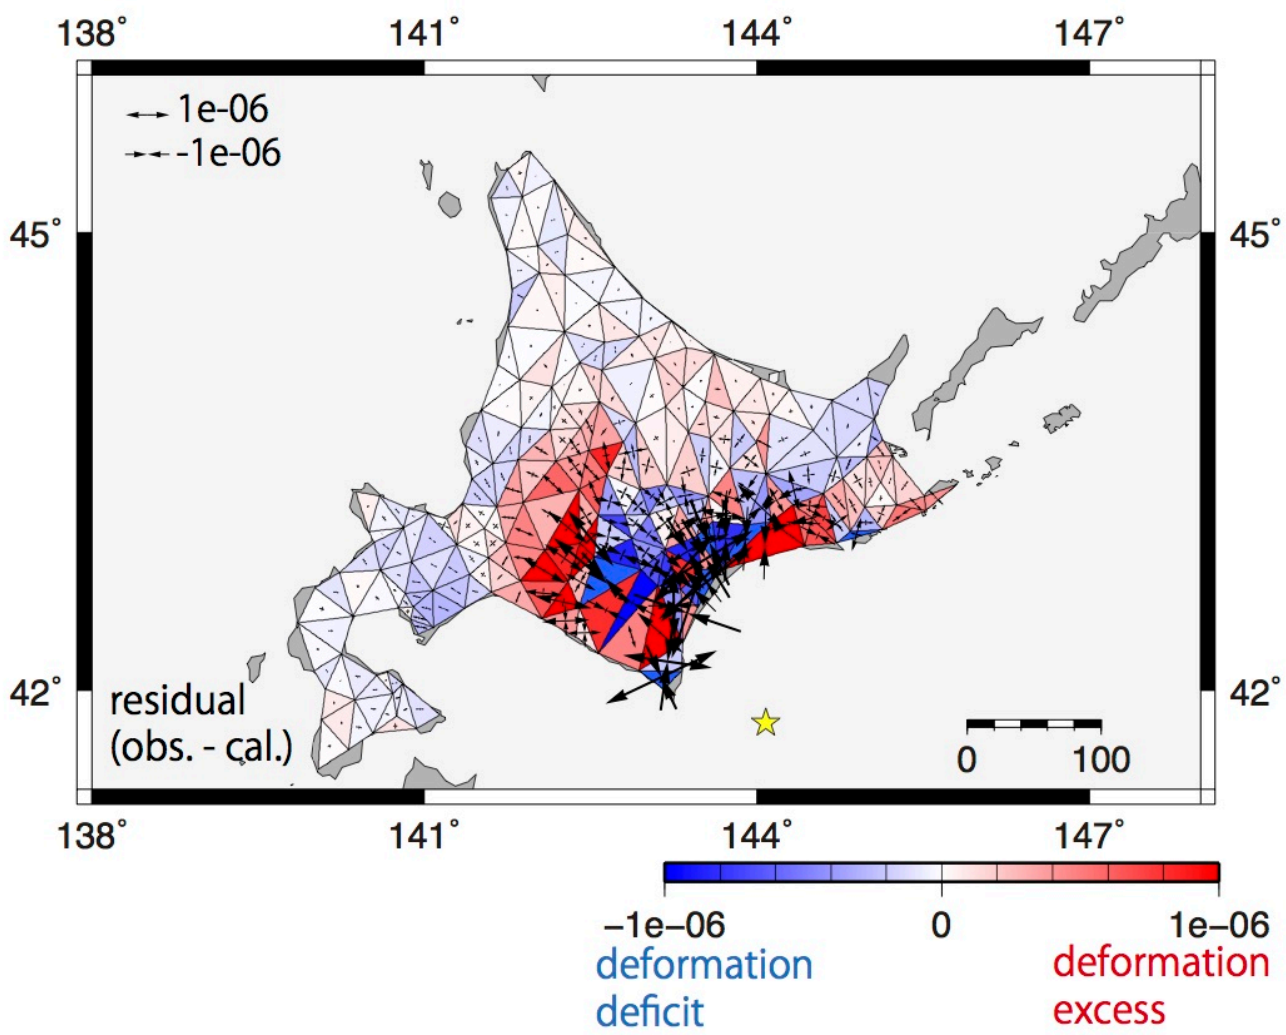 138° 141° 144° 147°
1e-06
-1e-06
45° 45°
42° 42°
residual
(obs. - cal.)
0 100
138° 141° 144° 147°
−1e−06 0 1e−06
deformation deformation
deficit excess